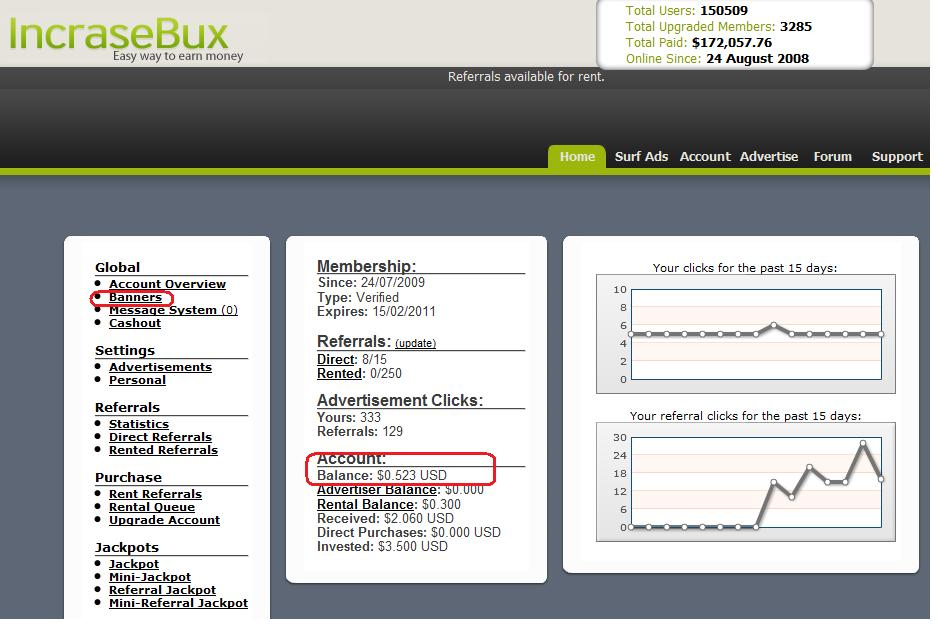 IncraseBux
Easy way to earn money
Total Users: 150509
Total Upgraded Members: 3285
Total Paid: $172,057.76
Online Since: 24 August 2008
Referrals available for rent.
Home Surf Ads Account Advertise Forum Support
Global
Account Overview
Banners
Message System (0)
Cashout
Settings
Advertisements
Personal
Referrals
Statistics
Direct Referrals
Rented Referrals
Purchase
Rent Referrals
Rental Queue
Upgrade Account
Jackpots
Jackpot
Mini-Jackpot
Referral Jackpot
Mini-Referral Jackpot
Membership:
Since: 24/07/2009
Type: Verified
Expires: 15/02/2011
Referrals: (update)
Direct: 8/15
Rented: 0/250
Advertisement Clicks:
Yours: 333
Referrals: 129
Account:
Balance: $0.523 USD
Advertiser Balance: $0.000
Rental Balance: $0.300
Received: $2.060 USD
Direct Purchases: $0.000 USD
Invested: $3.500 USD
Your clicks for the past 15 days:
10
8
6
4
2
0
Your referral clicks for the past 15 days:
30
24
18
12
6
0